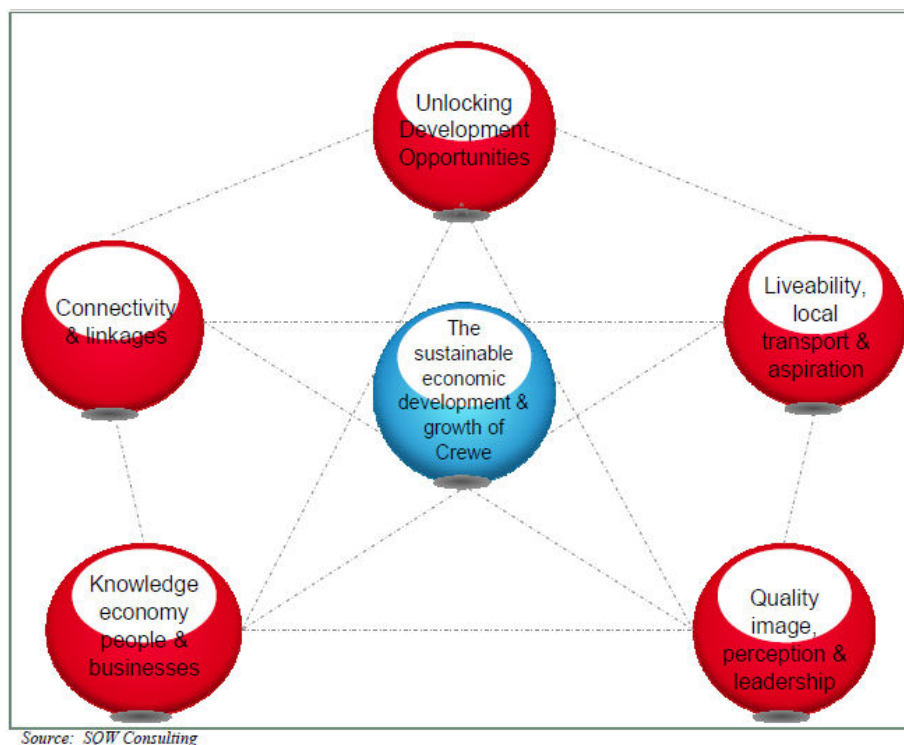 Unlocking
Development
Opportunities
Connectivity
& linkages
Liveability,
local
transport &
aspiration
The
sustainable
economic
development &
growth of
Crewe
Knowledge
economy
people &
businesses
Quality
image,
perception &
leadership
Source: SQW Consulting